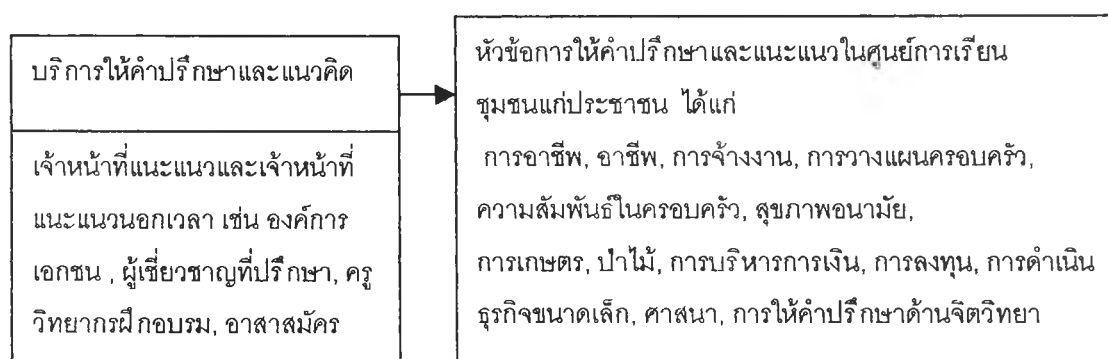 บริการให้คำปรึกษาและแนวคิด
เจ้าหน้าที่แนะแนวและเจ้าหน้าที่
แนะแนวนอกเวลา เช่น องค์การ
เอกชน , ผู้เชี่ยวชาญที่ปรึกษา, ครู
วิทยากรฝึกอบรม, อาสาสมัคร
หัวข้อการให้คำปรึกษาและแนะแนวในศูนย์การเรียน
ชุมชนแก่ประชาชน ได้แก่
การอาชีพ, อาชีพ, การจ้างงาน, การวางแผนครอบครัว,
ความสัมพันธ์ในครอบครัว, สุขภาพอนามัย,
การเกษตร, ป่าไม้, การบริหารการเงิน, การลงทุน, การดำเนิน
ธุรกิจขนาดเล็ก, ศาสนา, การให้คำปรึกษาด้านจิตวิทยา